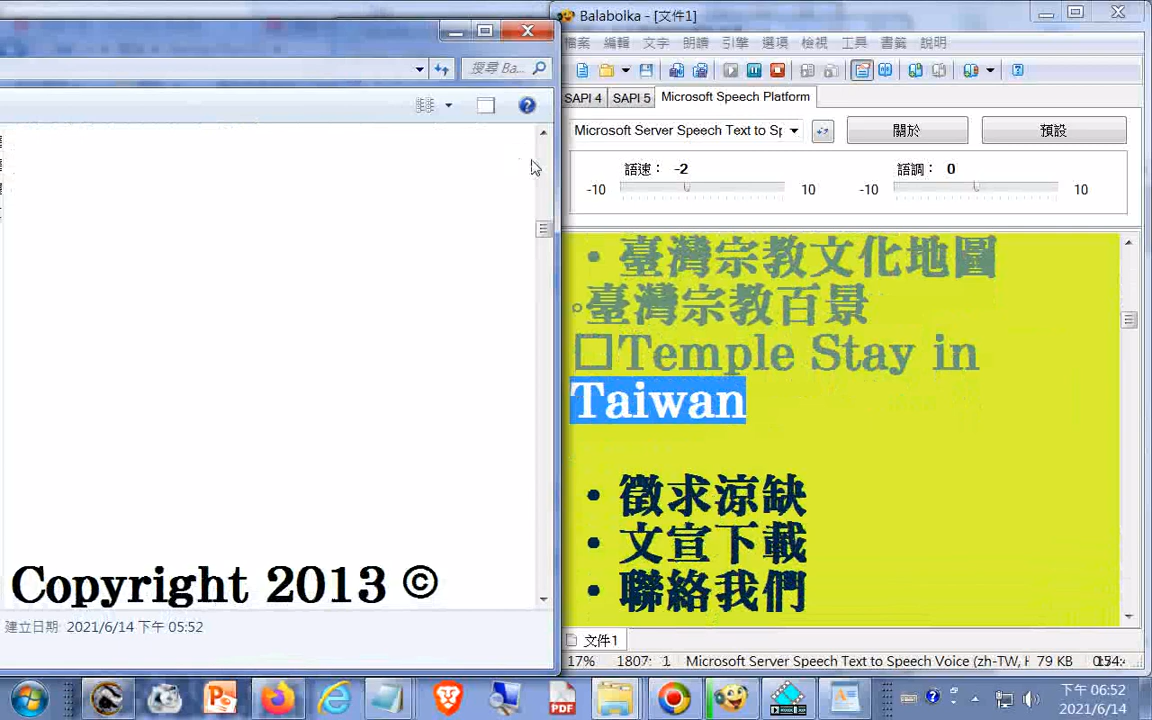 Balabolka - [文件1]
檔案 編輯 文字 朗讀 引擎 選項 檢視 工具 書籤 說明
搜尋 Ba...
SAPI 4 SAPI 5 Microsoft Speech Platform
Microsoft Server Speech Text to Sp
關於
預設
語速： -2
語調： 0
-10 10 -10 10
• 臺灣宗教文化地圖
◦臺灣宗教百景
□Temple Stay in
Taiwan
• 徵求涼缺
• 文宣下載
• 聯絡我們
Copyright 2013 ©
建立日期: 2021/6/14 下午 05:52
文件1
17% 1807: 1 Microsoft Server Speech Text to Speech Voice (zh-TW, H 79 KB
PDF
下午 06:52
2021/6/14